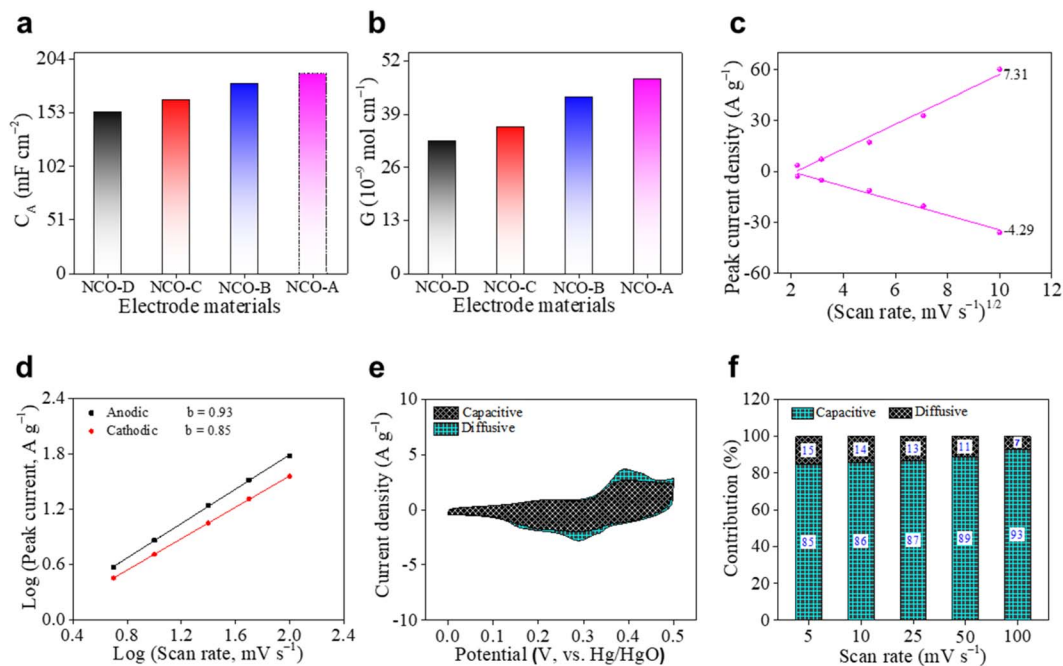 a
204
153
102
51
0
C_A (mF cm⁻²)
NCO-D NCO-C NCO-B NCO-A
Electrode materials
b
52
39
26
13
0
G (10⁻⁹ mol cm⁻¹)
NCO-D NCO-C NCO-B NCO-A
Electrode materials
c
60
30
0
-30
-60
Peak current density (A g⁻¹)
7.31
-4.29
2 4 6 8 10 12
(Scan rate, mV s⁻¹)^1/2
d
2.4
1.8
1.2
0.6
0.0
Log (Peak current, A g⁻¹)
Anodic b = 0.93
Cathodic b = 0.85
0.4 0.8 1.2 1.6 2.0 2.4
Log (Scan rate, mV s⁻¹)
e
10
5
0
-5
-10
Current density (A g⁻¹)
Capacitive
Diffusive
0.0 0.1 0.2 0.3 0.4 0.5
Potential (V, vs. Hg/HgO)
f
120
100
80
60
40
20
0
Contribution (%)
Capacitive Diffusive
15 14 13 11 7
85 86 87 89 93
5 10 25 50 100
Scan rate (mV s⁻¹)